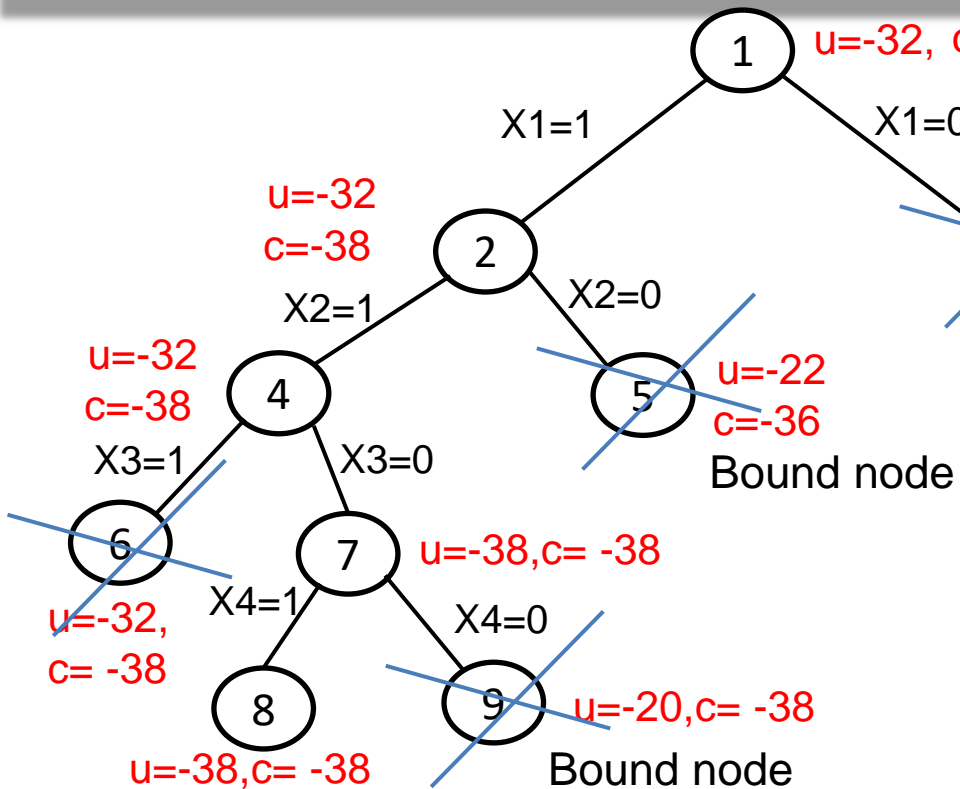 1
u=-32,
X1=1
X1=0
u=-32
c=-38
2
X2=1
X2=0
u=-32
c=-38
4
5
u=-22
c=-36
Bound node
X3=1
X3=0
6
7
u=-38,c= -38
u=-32,
c= -38
X4=1
X4=0
8
9
u=-20,c= -38
u=-38,c= -38
Bound node